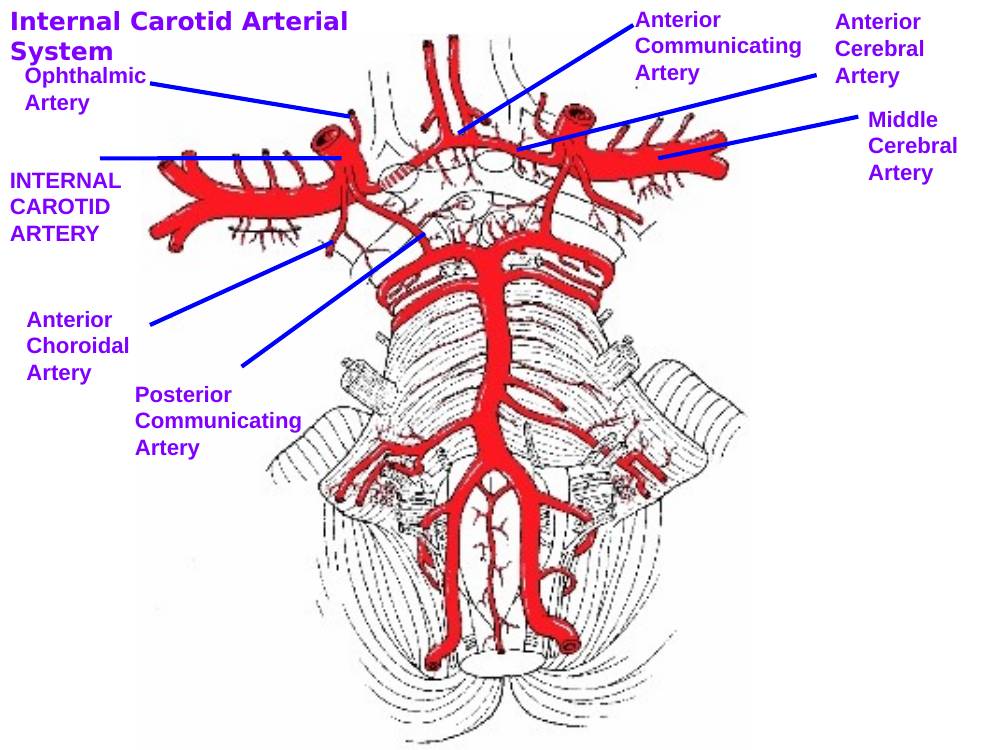 Internal Carotid Arterial
System
Ophthalmic
Artery
INTERNAL
CAROTID
ARTERY
Anterior
Choroidal
Artery
Posterior
Communicating
Artery
Anterior
Communicating
Artery
Anterior
Cerebral
Artery
Middle
Cerebral
Artery